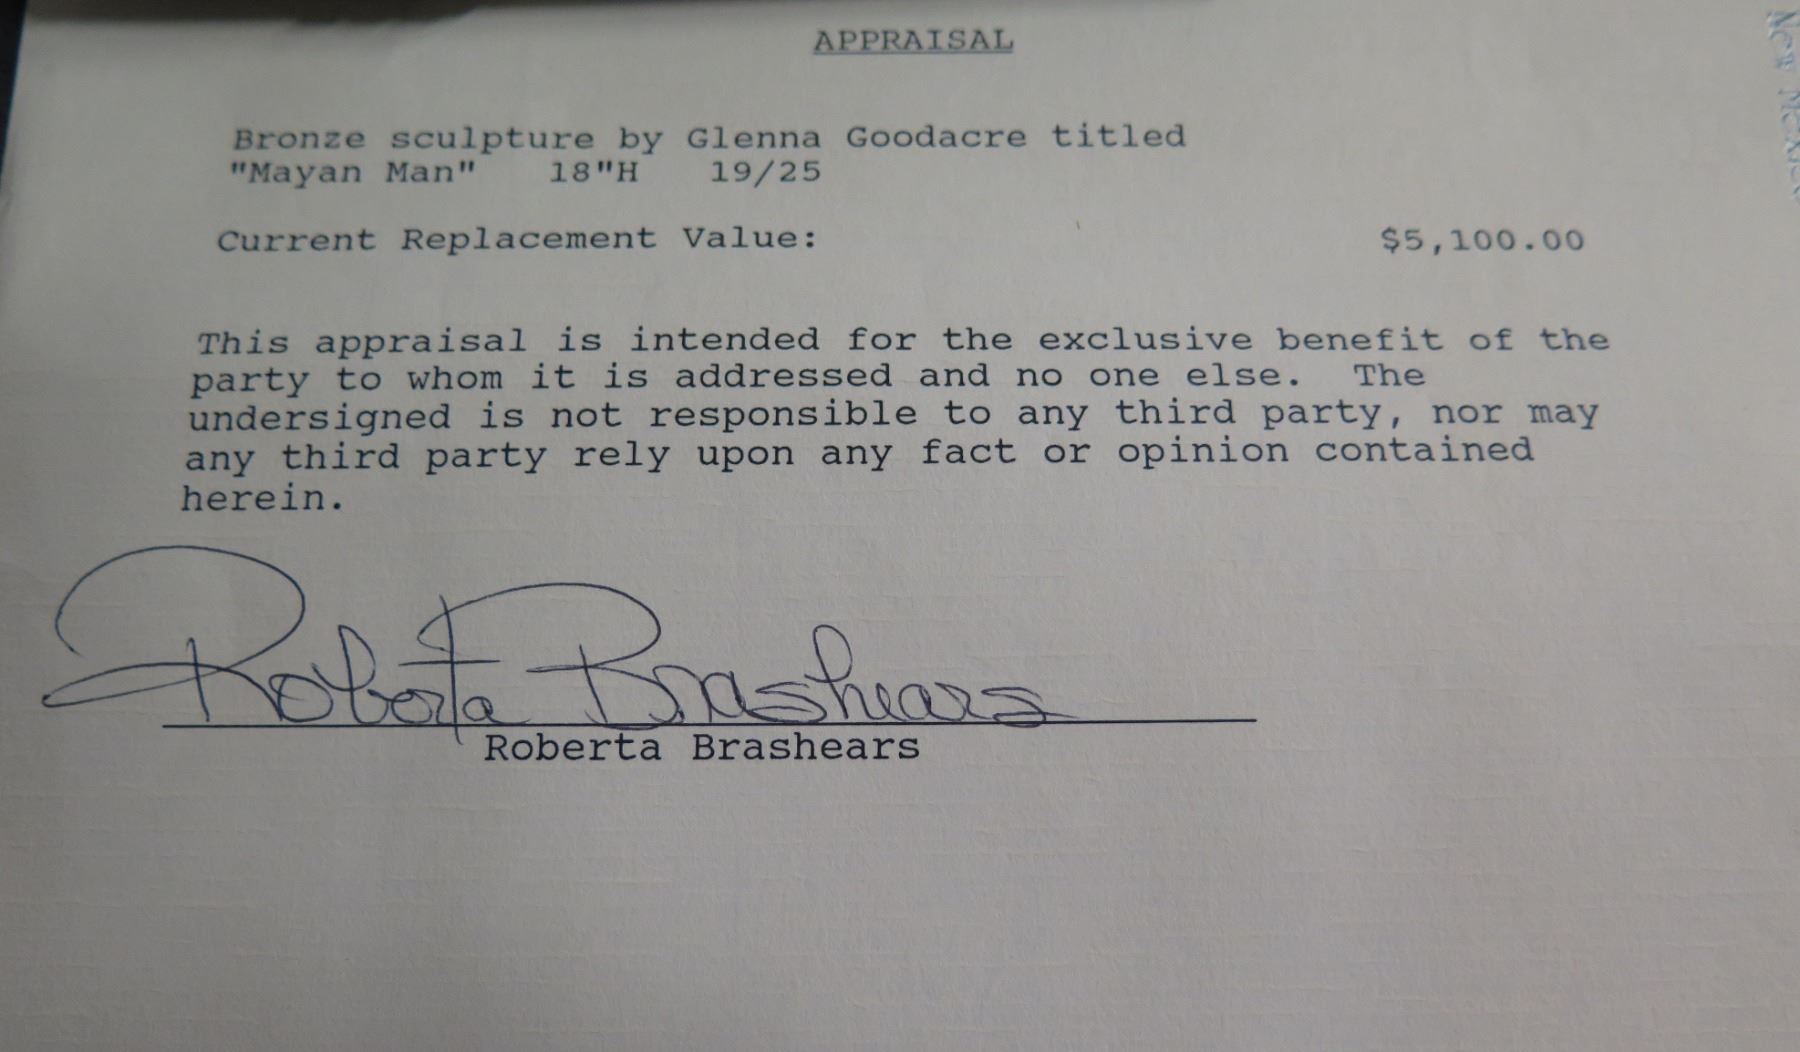 APPRAISAL
Bronze sculpture by Glenna Goodacre titled
"Mayan Man" 18"H 19/25
Current Replacement Value: $5,100.00
This appraisal is intended for the exclusive benefit of the
party to whom it is addressed and no one else. The
undersigned is not responsible to any third party, nor may
any third party rely upon any fact or opinion contained
herein.
Roberta Brashears
Roberta Brashears
New Mexico